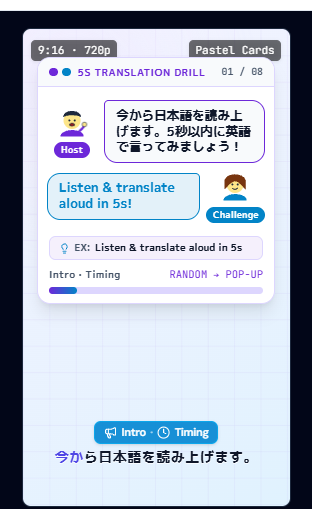 9:16 · 720p
Pastel Cards
5S TRANSLATION DRILL
01 / 08
今から日本語を読み上
げます。5秒以内に英語
で言ってみましょう！
Host
Listen & translate
aloud in 5s!
Challenge
EX: Listen & translate aloud in 5s
Intro · Timing
RANDOM → POP-UP
Intro · Timing
今から日本語を読み上げます。